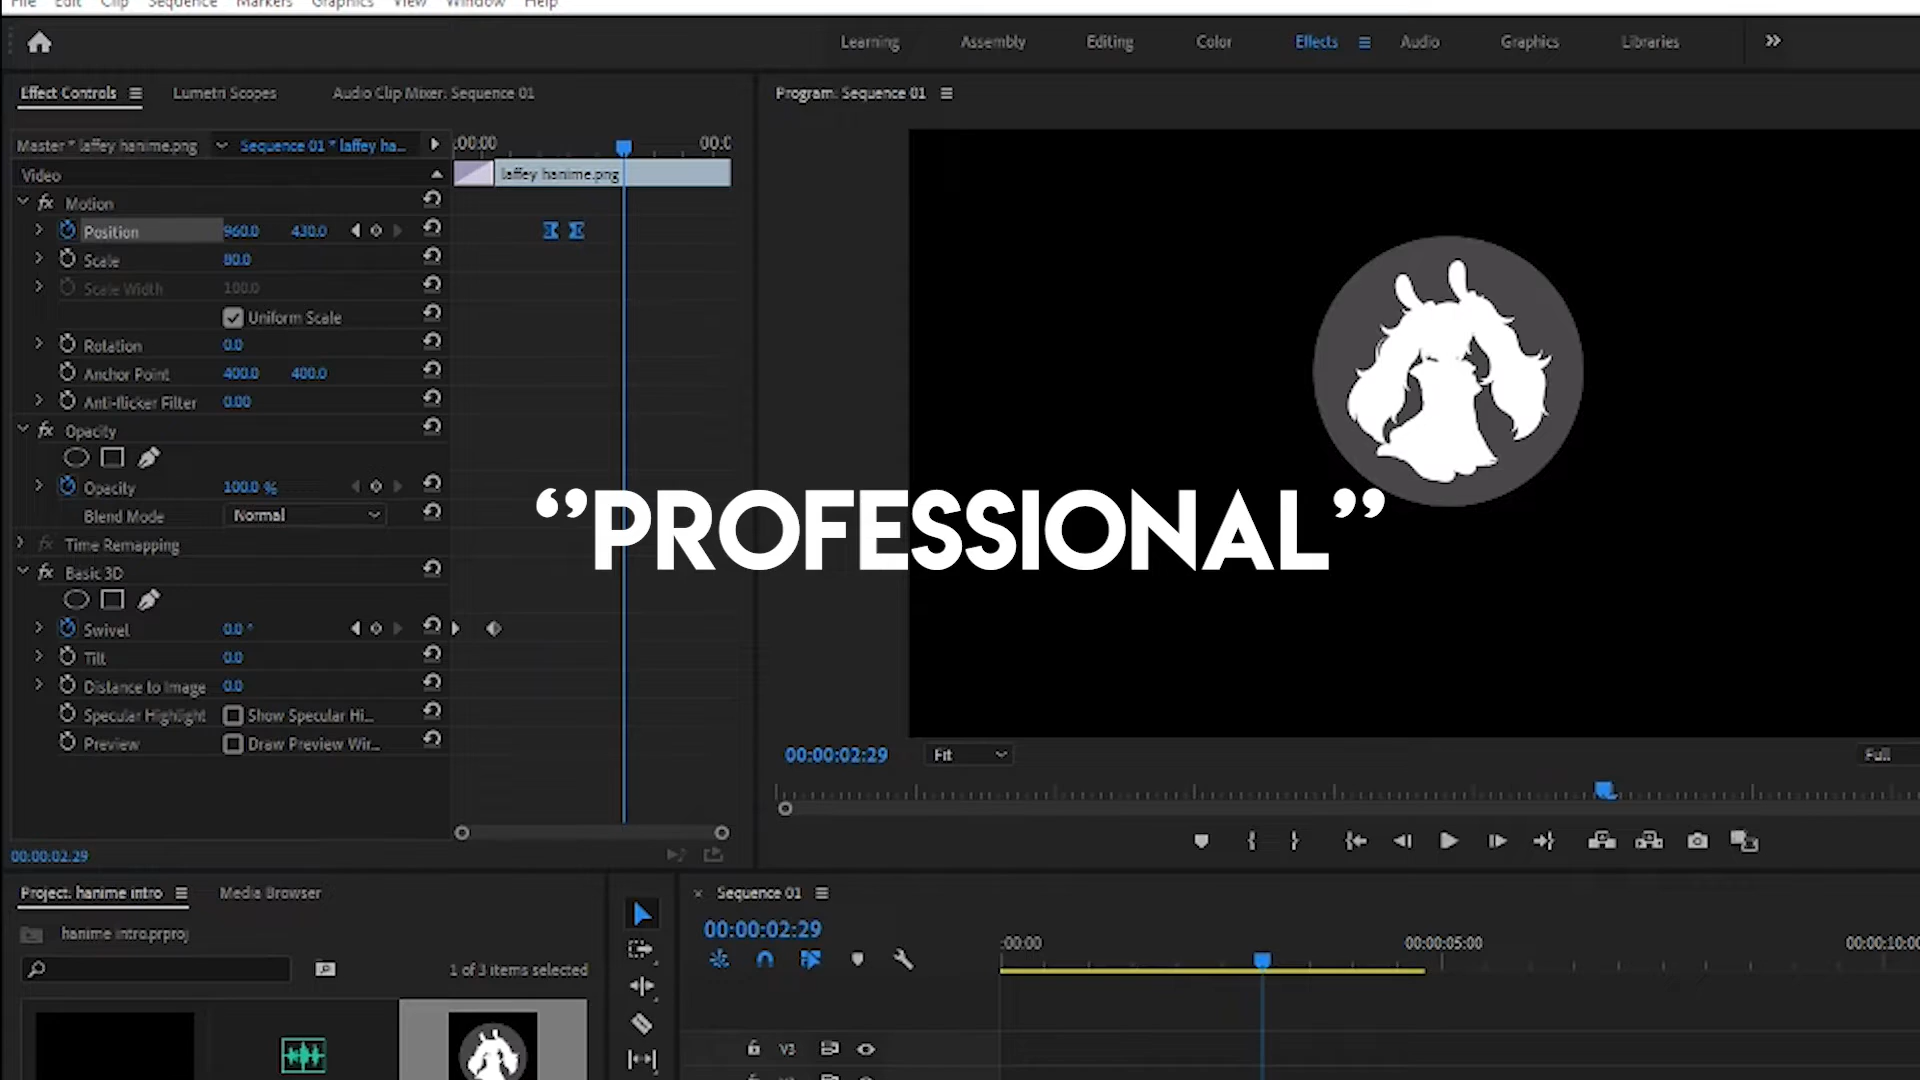 File Edit Clip Sequence Markers Graphics View Window Help
Learning Assembly Editing Color Effects Audio Graphics Libraries
Effect Controls Lumetri Scopes Audio Clip Mixer: Sequence 01
Program: Sequence 01
Master * laffey hanime.png Sequence 01 * laffey ha... :00:00 00:0
Video laffey hanime.png
fx Motion
Position 960.0 430.0
Scale 80.0
Scale Width 100.0
Uniform Scale
Rotation 0.0
Anchor Point 400.0 400.0
Anti-flicker Filter 0.00
fx Opacity
Opacity 100.0 %
Blend Mode Normal
‘’PROFESSIONAL’’
fx Time Remapping
fx Basic 3D
Swivel 0.0 °
Tilt 0.0
Distance to Image 0.0
Specular Highlight Show Specular Hi...
Preview Draw Preview Wir...
00:00:02:29 Fit Full
00:00:02:29
Project: hanime intro Media Browser
Sequence 01
hanime intro.prproj
00:00:02:29
:00:00 00:00:05:00 00:00:10:00
1 of 3 items selected
V3